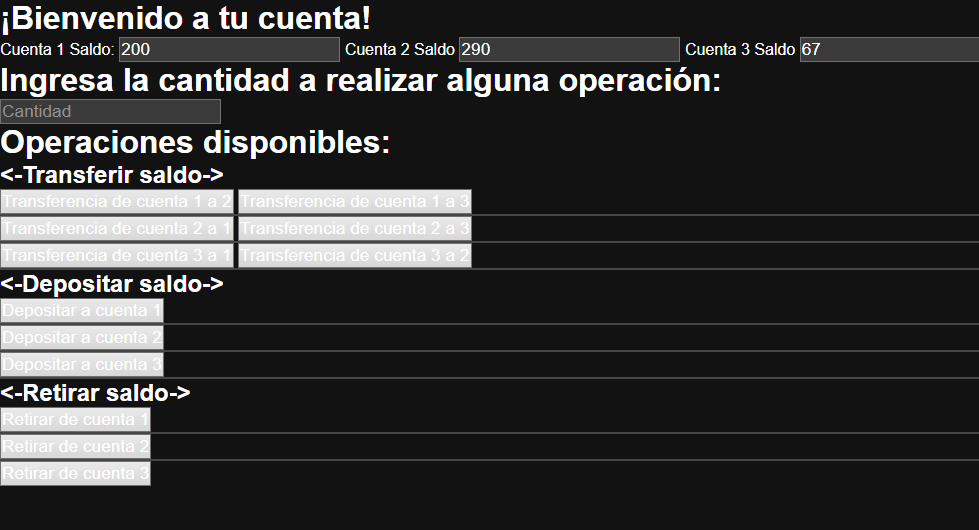 ¡Bienvenido a tu cuenta!
Cuenta 1 Saldo: 200 Cuenta 2 Saldo 290 Cuenta 3 Saldo 67
Ingresa la cantidad a realizar alguna operación:
Cantidad
Operaciones disponibles:
<-Transferir saldo->
Transferencia de cuenta 1 a 2 Transferencia de cuenta 1 a 3
Transferencia de cuenta 2 a 1 Transferencia de cuenta 2 a 3
Transferencia de cuenta 3 a 1 Transferencia de cuenta 3 a 2
<-Depositar saldo->
Depositar a cuenta 1
Depositar a cuenta 2
Depositar a cuenta 3
<-Retirar saldo->
Retirar de cuenta 1
Retirar de cuenta 2
Retirar de cuenta 3